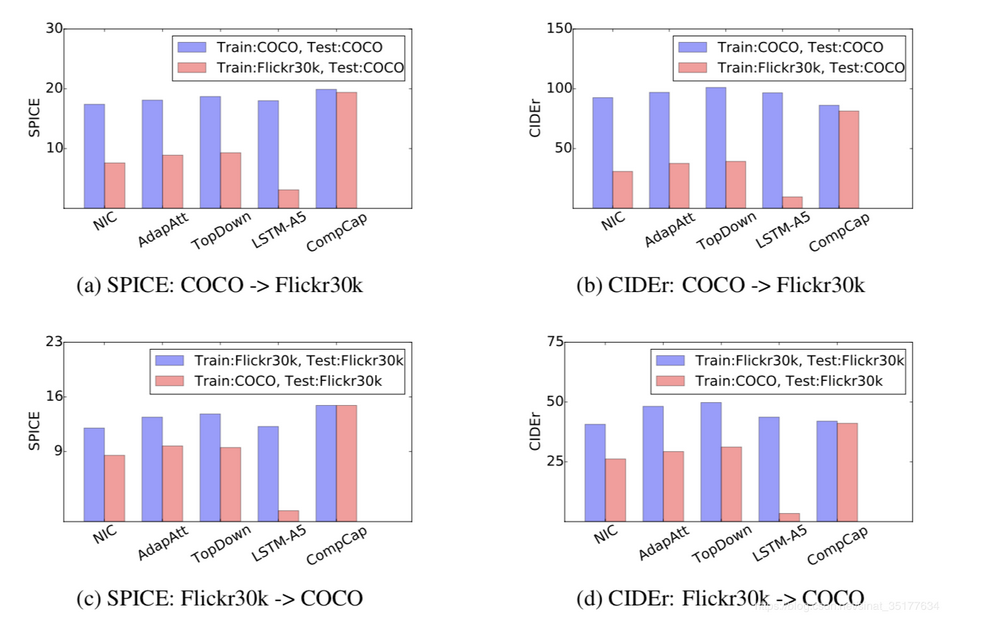 30
20
10
SPICE
Train:COCO, Test:COCO
Train:Flickr30k, Test:COCO
NIC
AdapAtt
TopDown
LSTM-A5
CompCap
(a) SPICE: COCO -> Flickr30k
150
100
50
CIDEr
Train:COCO, Test:COCO
Train:Flickr30k, Test:COCO
NIC
AdapAtt
TopDown
LSTM-A5
CompCap
(b) CIDEr: COCO -> Flickr30k
23
16
9
SPICE
Train:Flickr30k, Test:Flickr30k
Train:COCO, Test:Flickr30k
NIC
AdapAtt
TopDown
LSTM-A5
CompCap
(c) SPICE: Flickr30k -> COCO
75
50
25
CIDEr
Train:Flickr30k, Test:Flickr30k
Train:COCO, Test:Flickr30k
NIC
AdapAtt
TopDown
LSTM-A5
CompCap
(d) CIDEr: Flickr30k -> COCO